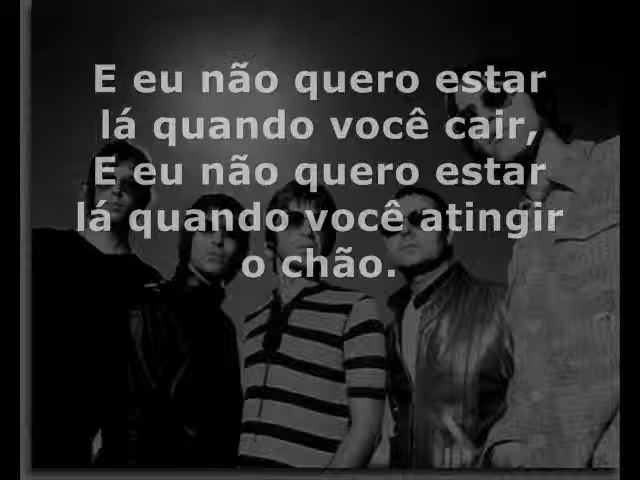 E eu não quero estar
lá quando você cair,
E eu não quero estar
lá quando você atingir
o chão.